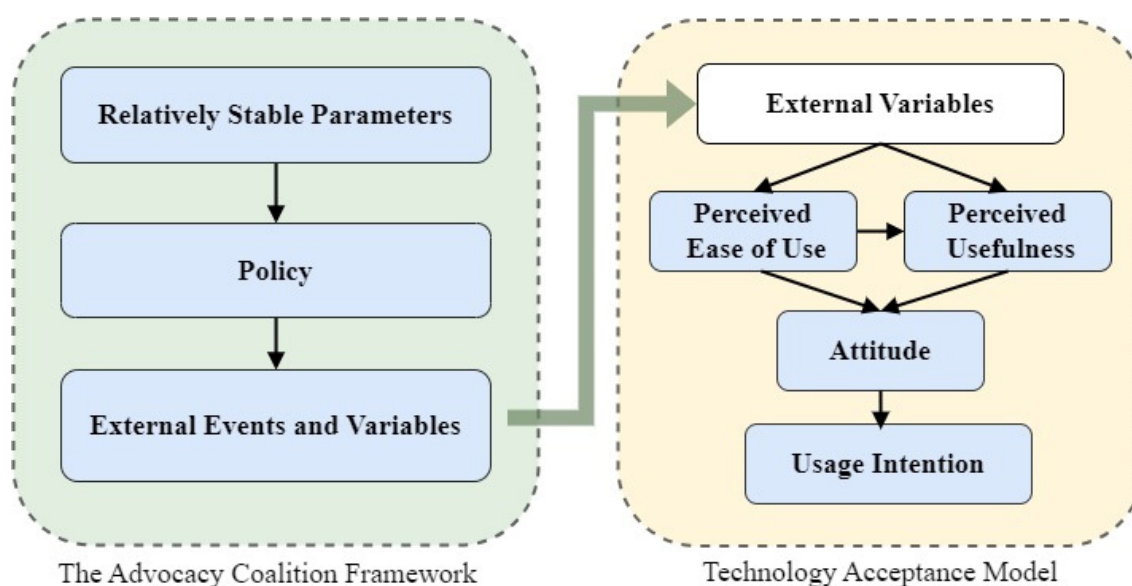 Relatively Stable Parameters
Policy
External Events and Variables
The Advocacy Coalition Framework
External Variables
Perceived
Ease of Use
Perceived
Usefulness
Attitude
Usage Intention
Technology Acceptance Model